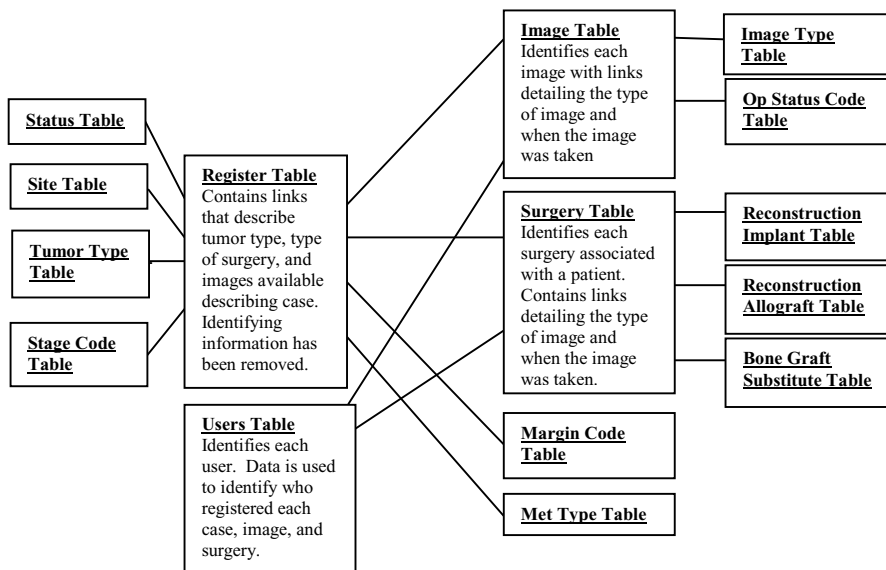 Status Table
Site Table
Tumor Type
Table
Stage Code
Table
Register Table
Contains links
that describe
tumor type, type
of surgery, and
images available
describing case.
Identifying
information has
been removed.
Users Table
Identifies each
user.  Data is used
to identify who
registered each
case, image, and
surgery.
Image Table
Identifies each
image with links
detailing the type
of image and
when the image
was taken
Surgery Table
Identifies each
surgery associated
with a patient.
Contains links
detailing the type
of image and
when the image
was taken.
Margin Code
Table
Met Type Table
Image Type
Table
Op Status Code
Table
Reconstruction
Implant Table
Reconstruction
Allograft Table
Bone Graft
Substitute Table